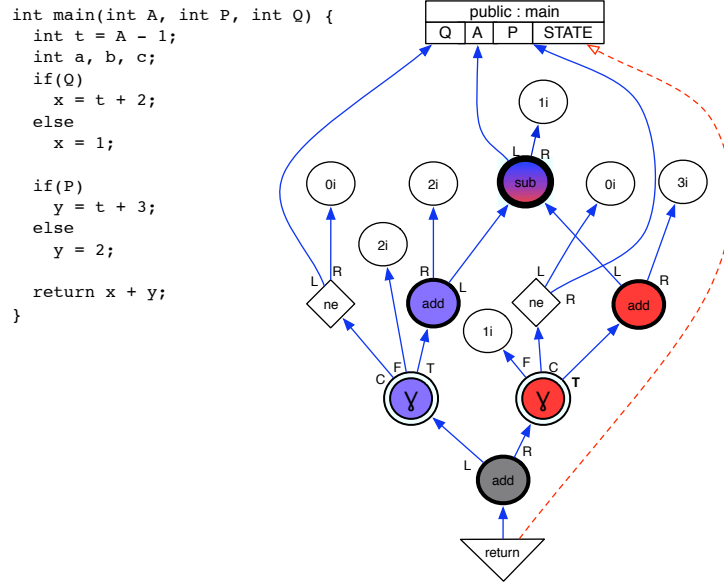 int main(int A, int P, int Q) {
int t = A - 1;
int a, b, c;
if(Q)
x = t + 2;
else
x = 1;
if(P)
y = t + 3;
else
y = 2;
return x + y;
}
public : main
Q A P STATE
1i
L R
sub
0i 2i 0i 3i
2i
L R R L L R L R
ne add ne add
1i
C F T F C T
γ γ
L R
add
return